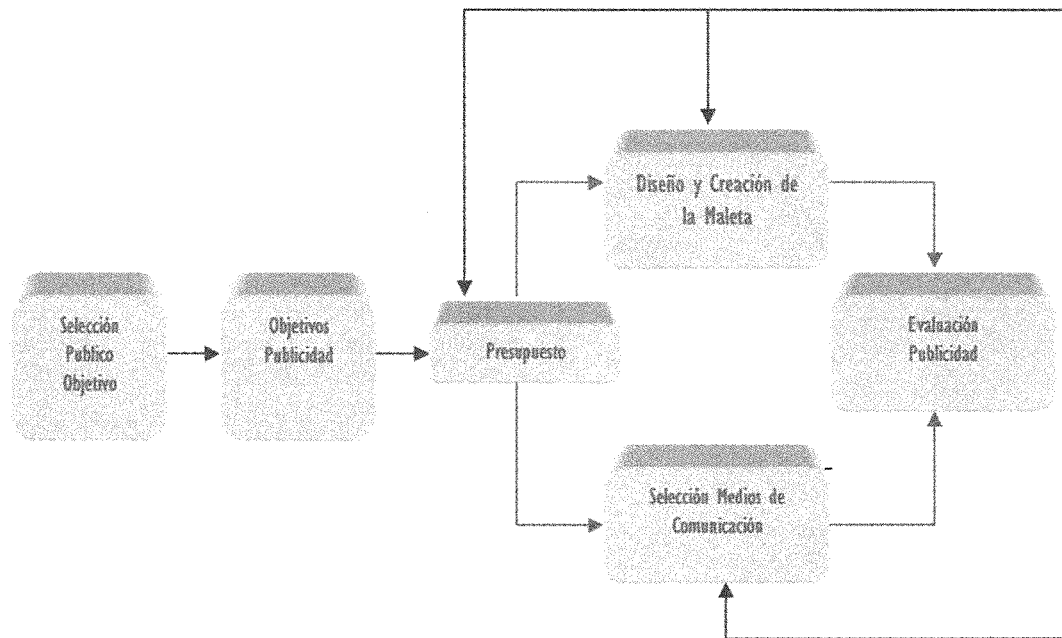 Selección
Publico
Objetivo
Objetivos
Publicidad
Presupuesto
Diseño y Creación de
la Maleta
Selección Medios de
Comunicación
Evaluación
Publicidad